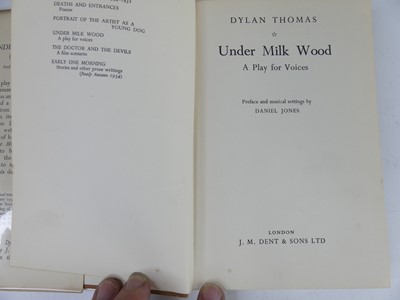 DEATHS AND ENTRANCES
Poems
PORTRAIT OF THE ARTIST AS A
YOUNG DOG
UNDER MILK WOOD
A play for voices
THE DOCTOR AND THE DEVILS
A film scenario
EARLY ONE MORNING
Stories and other prose writings
DYLAN THOMAS
Under Milk Wood
A Play for Voices
Preface and musical settings by
DANIEL JONES
LONDON
J. M. DENT & SONS LTD